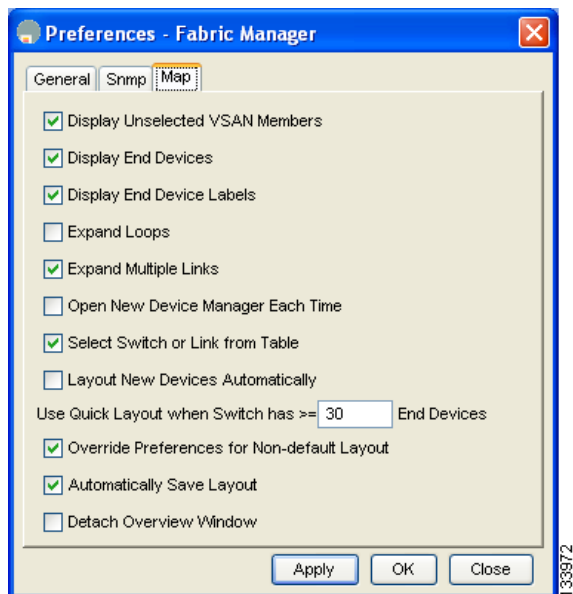 Preferences - Fabric Manager
General Snmp Map
Display Unselected VSAN Members
Display End Devices
Display End Device Labels
Expand Loops
Expand Multiple Links
Open New Device Manager Each Time
Select Switch or Link from Table
Layout New Devices Automatically
Use Quick Layout when Switch has >= 30 End Devices
Override Preferences for Non-default Layout
Automatically Save Layout
Detach Overview Window
Apply OK Close
133972